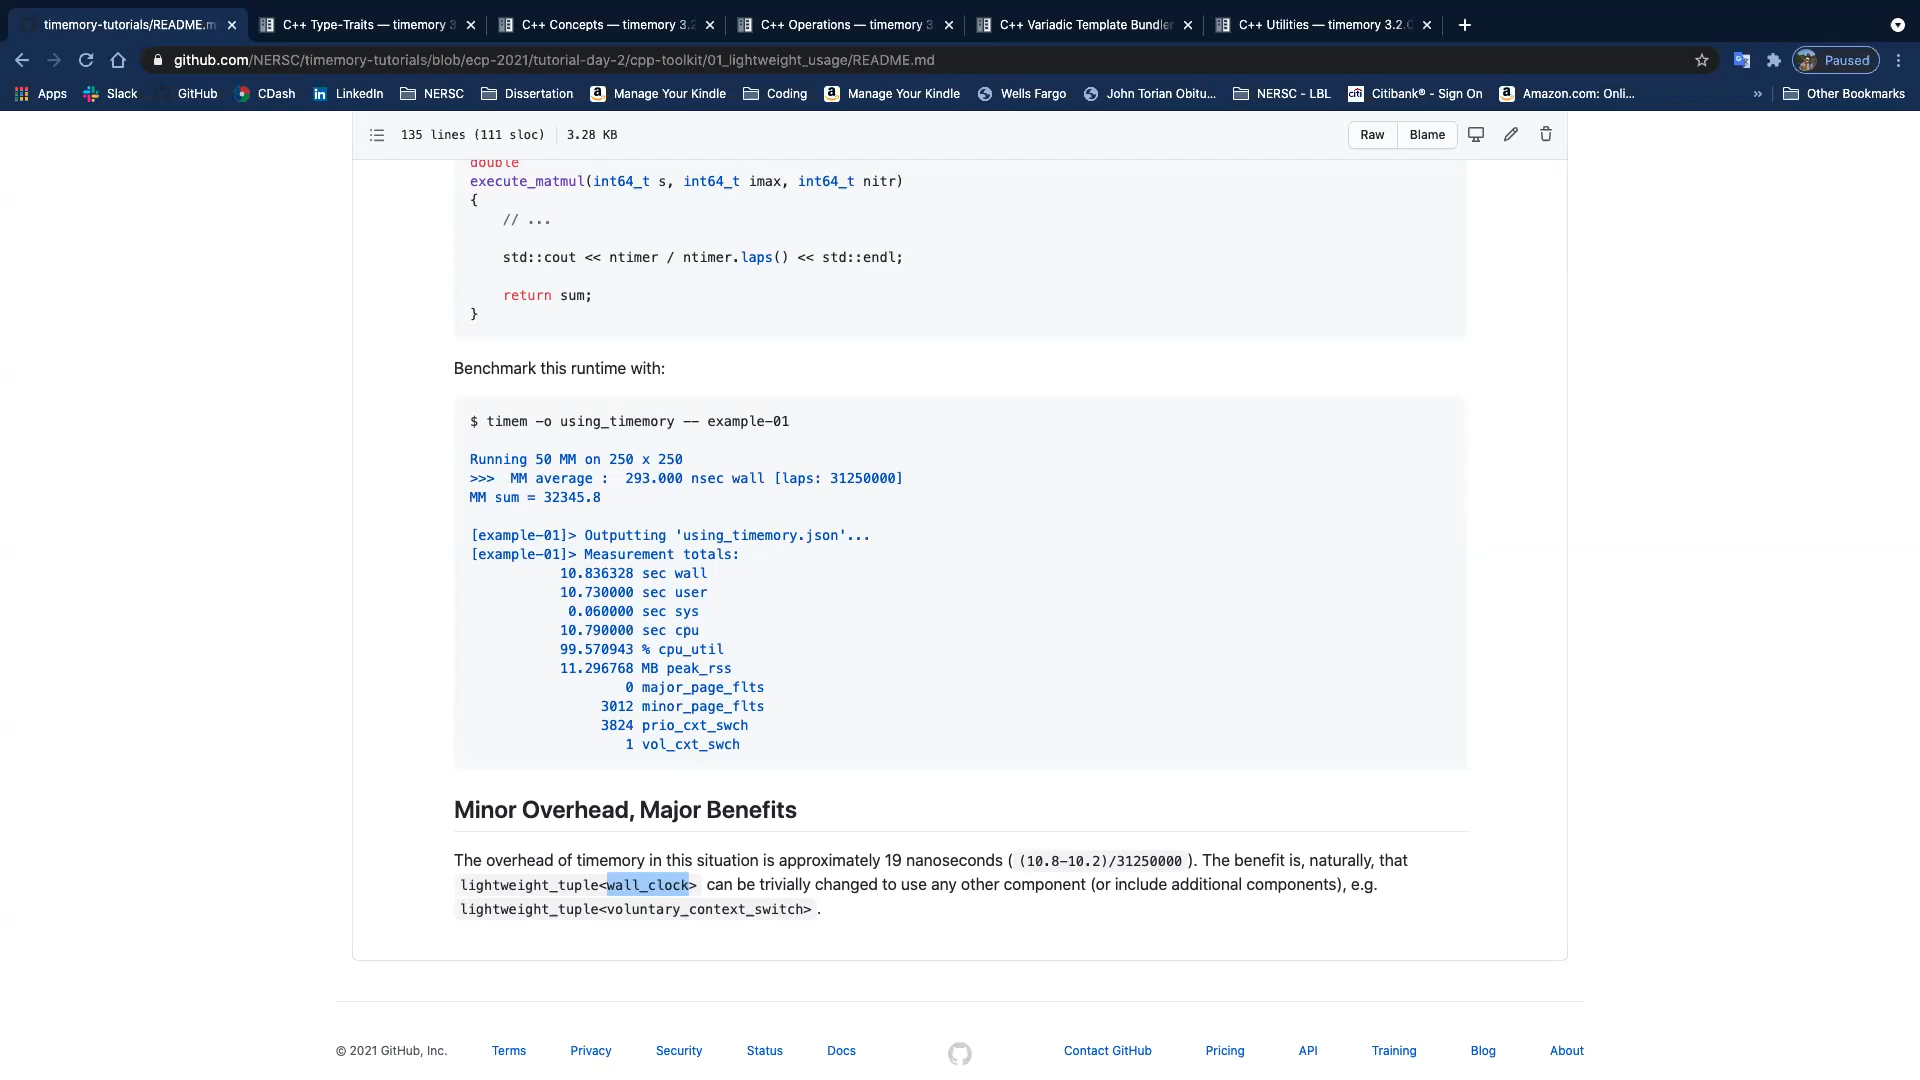 timemory-tutorials/README.m
C++ Type-Traits — timemory 3
C++ Concepts — timemory 3.2
C++ Operations — timemory 3
C++ Variadic Template Bundler
C++ Utilities — timemory 3.2.0
github.com/NERSC/timemory-tutorials/blob/ecp-2021/tutorial-day-2/cpp-toolkit/01_lightweight_usage/README.md
Paused
Apps Slack GitHub CDash LinkedIn NERSC Dissertation Manage Your Kindle Coding Manage Your Kindle Wells Fargo John Torian Obitu... NERSC - LBL Citibank® - Sign On Amazon.com: Onli... » Other Bookmarks
135 lines (111 sloc) 3.28 KB Raw Blame
double
execute_matmul(int64_t s, int64_t imax, int64_t nitr)
{
// ...
std::cout << ntimer / ntimer.laps() << std::endl;
return sum;
}
Benchmark this runtime with:
$ timem -o using_timemory -- example-01
Running 50 MM on 250 x 250
>>> MM average : 293.000 nsec wall [laps: 31250000]
MM sum = 32345.8
[example-01]> Outputting 'using_timemory.json'...
[example-01]> Measurement totals:
10.836328 sec wall
10.730000 sec user
0.060000 sec sys
10.790000 sec cpu
99.570943 % cpu_util
11.296768 MB peak_rss
0 major_page_flts
3012 minor_page_flts
3824 prio_cxt_swch
1 vol_cxt_swch
Minor Overhead, Major Benefits
The overhead of timemory in this situation is approximately 19 nanoseconds ( (10.8-10.2)/31250000 ). The benefit is, naturally, that
lightweight_tuple<wall_clock> can be trivially changed to use any other component (or include additional components), e.g.
lightweight_tuple<voluntary_context_switch> .
© 2021 GitHub, Inc. Terms Privacy Security Status Docs Contact GitHub Pricing API Training Blog About